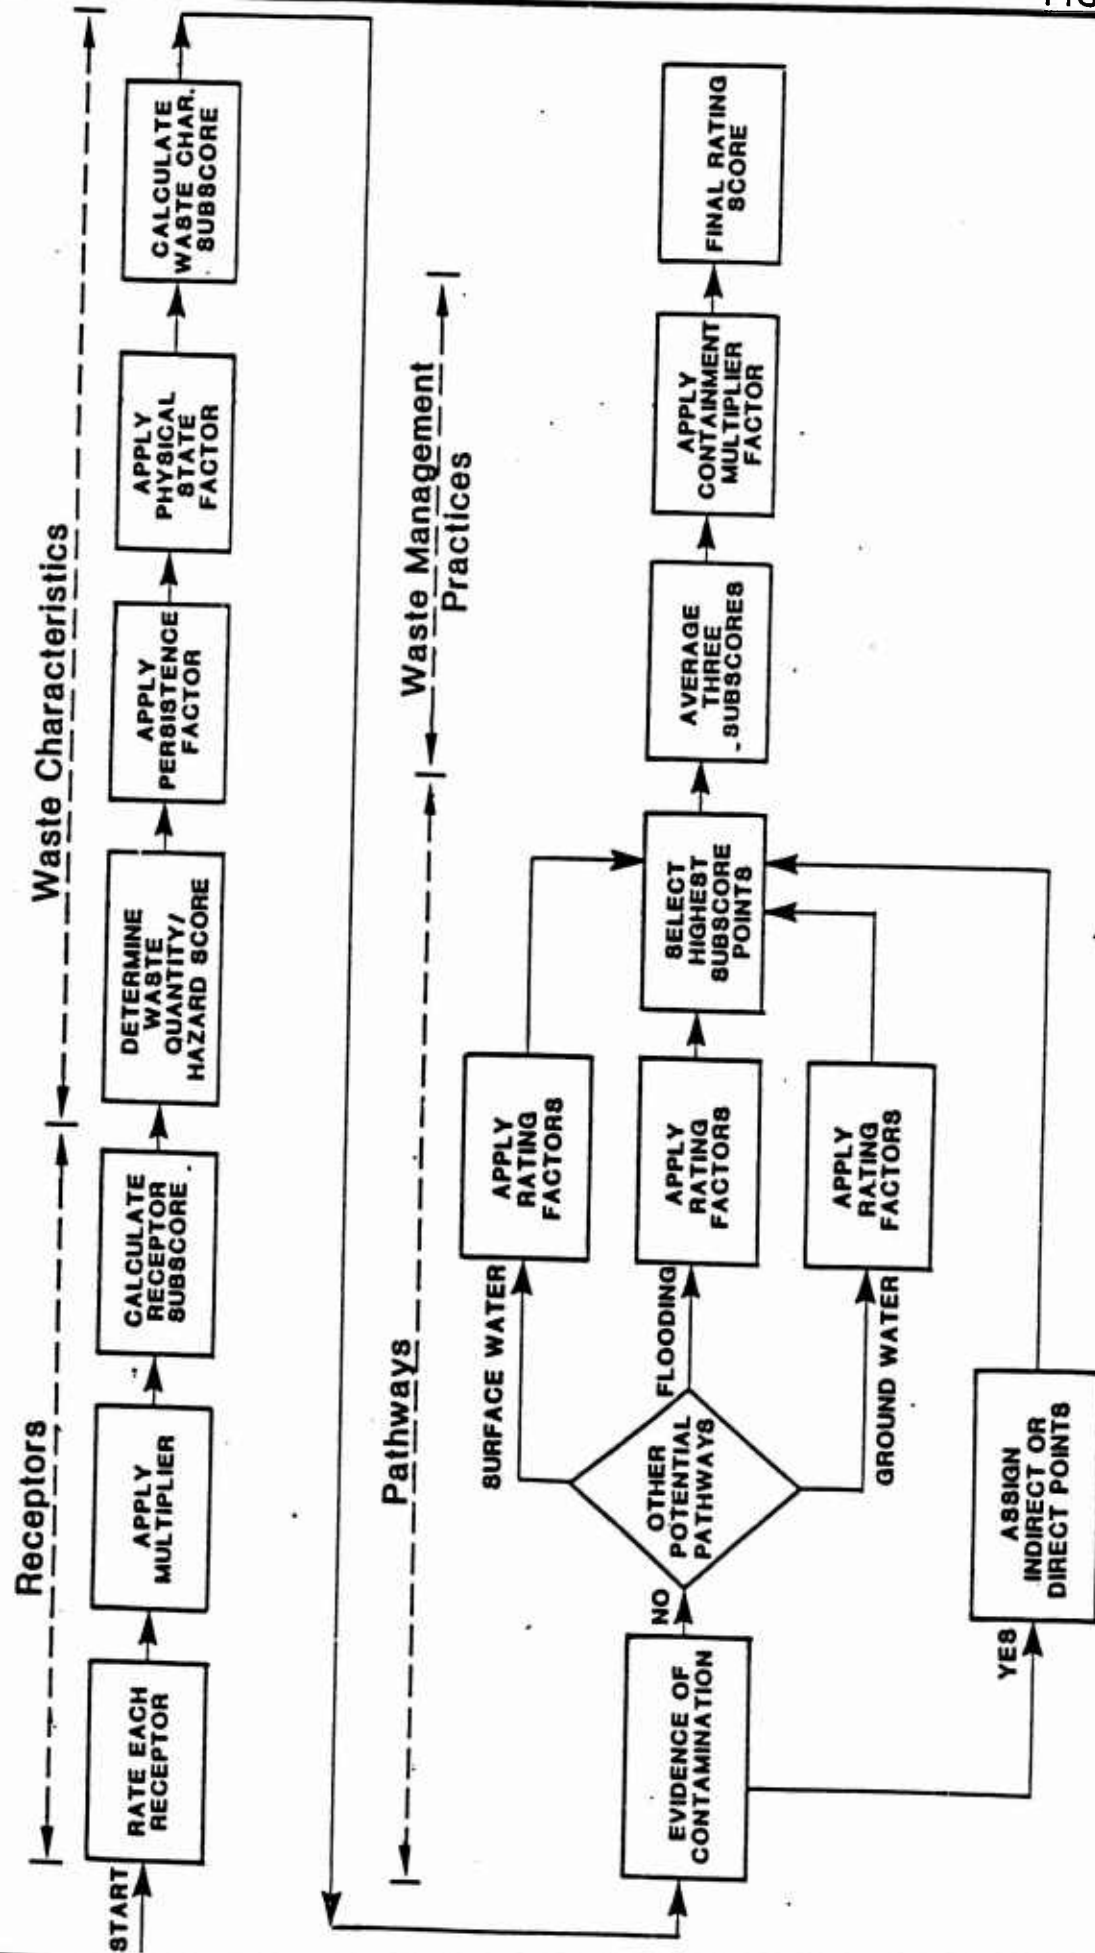 Receptors
Waste Characteristics
START
RATE EACH
RECEPTOR
APPLY
MULTIPLIER
CALCULATE
RECEPTOR
SUBSCORE
DETERMINE
WASTE
QUANTITY/
HAZARD SCORE
APPLY
PERSISTENCE
FACTOR
APPLY
PHYSICAL
STATE
FACTOR
CALCULATE
WASTE CHAR.
SUBSCORE
Pathways
Waste Management
Practices
EVIDENCE OF
CONTAMINATION
NO
OTHER
POTENTIAL
PATHWAYS
SURFACE WATER
APPLY
RATING
FACTORS
FLOODING
APPLY
RATING
FACTORS
GROUND WATER
APPLY
RATING
FACTORS
YES
ASSIGN
INDIRECT OR
DIRECT POINTS
SELECT
HIGHEST
SUBSCORE
POINTS
AVERAGE
THREE
SUBSCORES
APPLY
CONTAINMENT
MULTIPLIER
FACTOR
FINAL RATING
SCORE